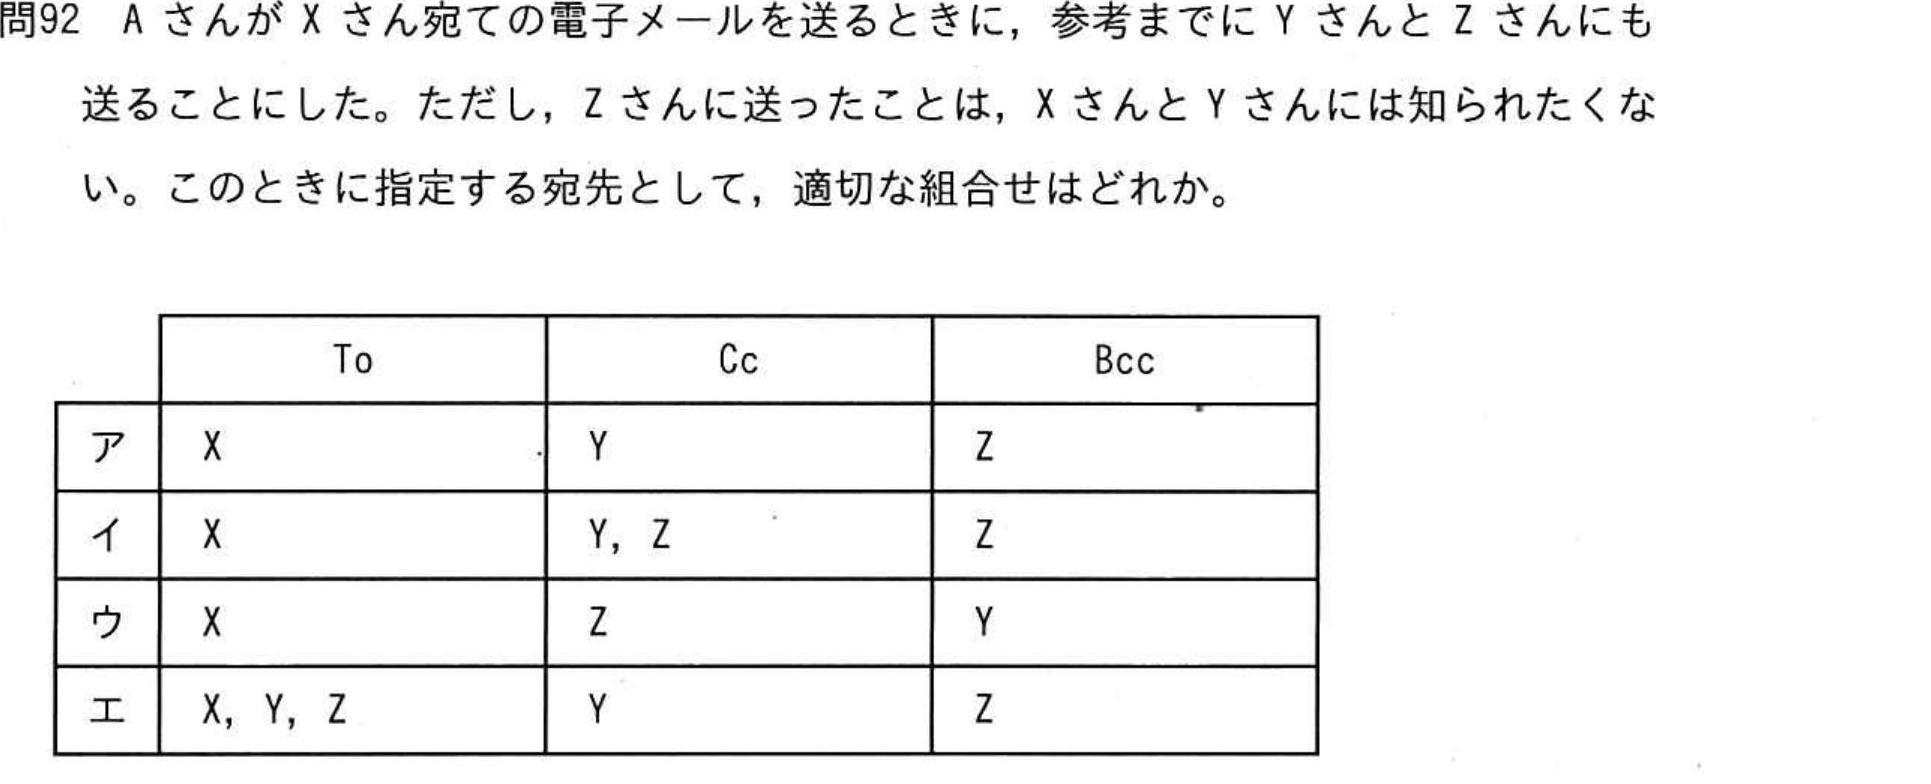 問92 A さんが X さん宛ての電子メールを送るときに，参考までに Y さんと Z さんにも
送ることにした。ただし，Z さんに送ったことは，X さんと Y さんには知られたくな
い。このときに指定する宛先として，適切な組合せはどれか。
To Cc Bcc
ア X Y Z
イ X Y, Z Z
ウ X Z Y
エ X, Y, Z Y Z